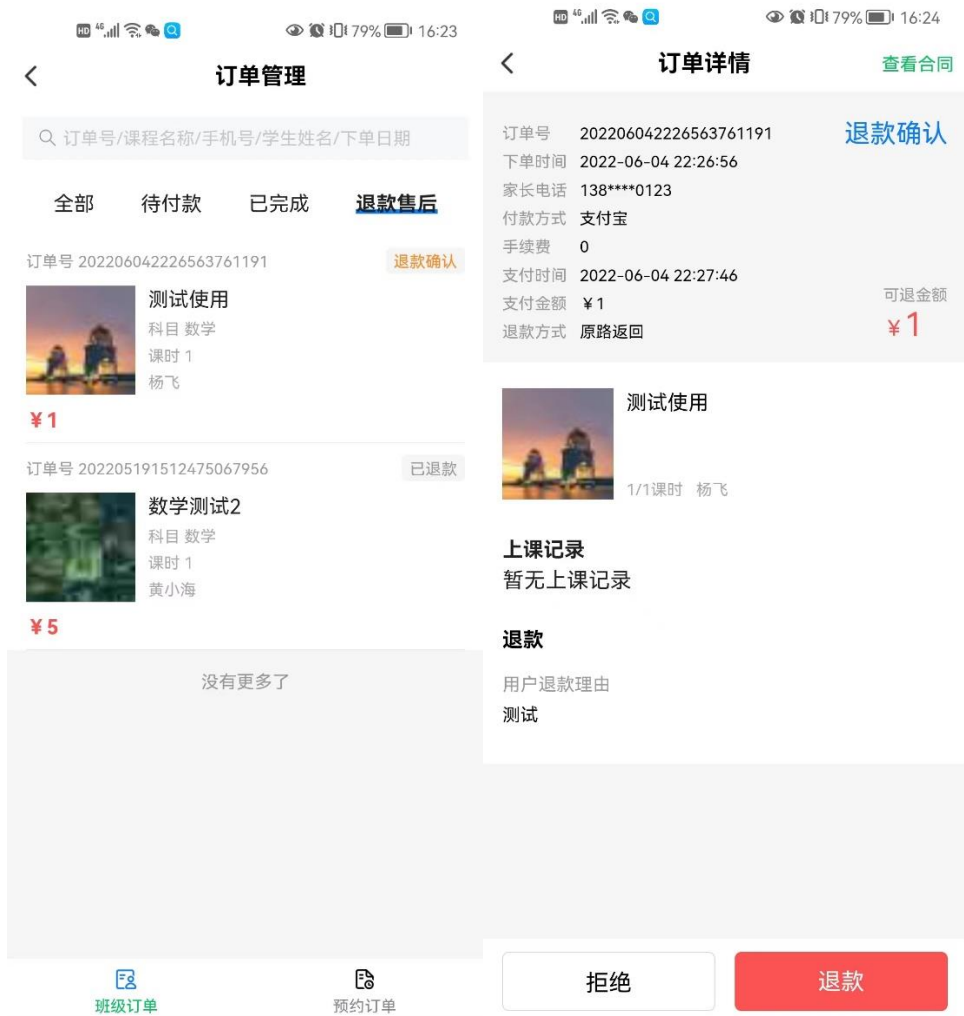 HD 46 79% 16:23
订单管理
订单号/课程名称/手机号/学生姓名/下单日期
全部 待付款 已完成 退款售后
订单号 202206042226563761191 退款确认
测试使用
科目 数学
课时 1
杨飞
¥1
订单号 202205191512475067956 已退款
数学测试2
科目 数学
课时 1
黄小海
¥5
没有更多了
班级订单 预约订单
HD 46 79% 16:24
订单详情 查看合同
订单号 202206042226563761191 退款确认
下单时间 2022-06-04 22:26:56
家长电话 138****0123
付款方式 支付宝
手续费 0
支付时间 2022-06-04 22:27:46
支付金额 ¥1 可退金额
退款方式 原路返回 ¥1
测试使用
1/1课时 杨飞
上课记录
暂无上课记录
退款
用户退款理由
测试
拒绝 退款